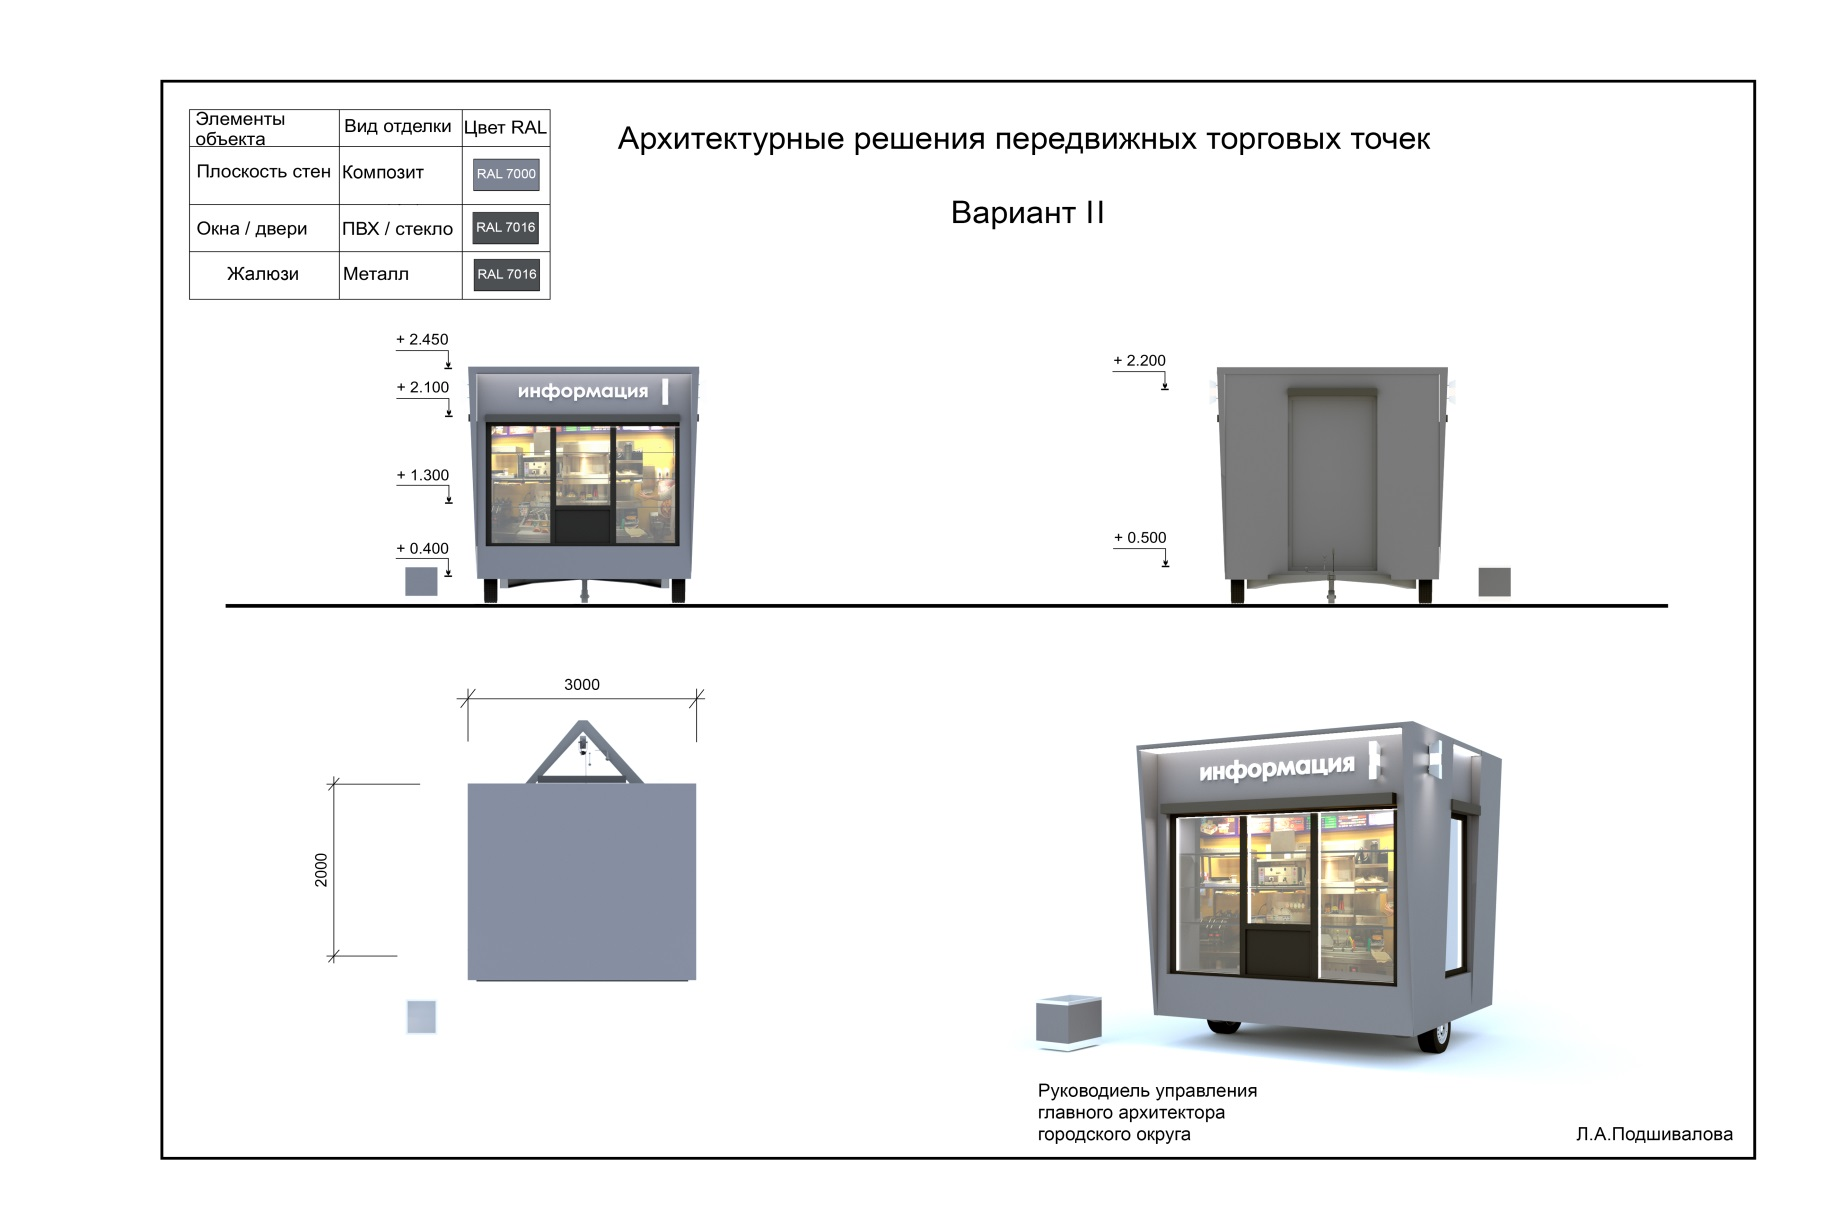 Элементы
объекта
Вид отделки
Цвет RAL
Плоскость стен
Композит
RAL 7000
Окна / двери
ПВХ / стекло
RAL 7016
Жалюзи
Металл
RAL 7016
Архитектурные решения передвижных торговых точек
Вариант II
+ 2.450
+ 2.100
+ 1.300
+ 0.400
информация
+ 2.200
+ 0.500
3000
2000
информация
Руководиель управления
главного архитектора
городского округа
Л.А.Подшивалова